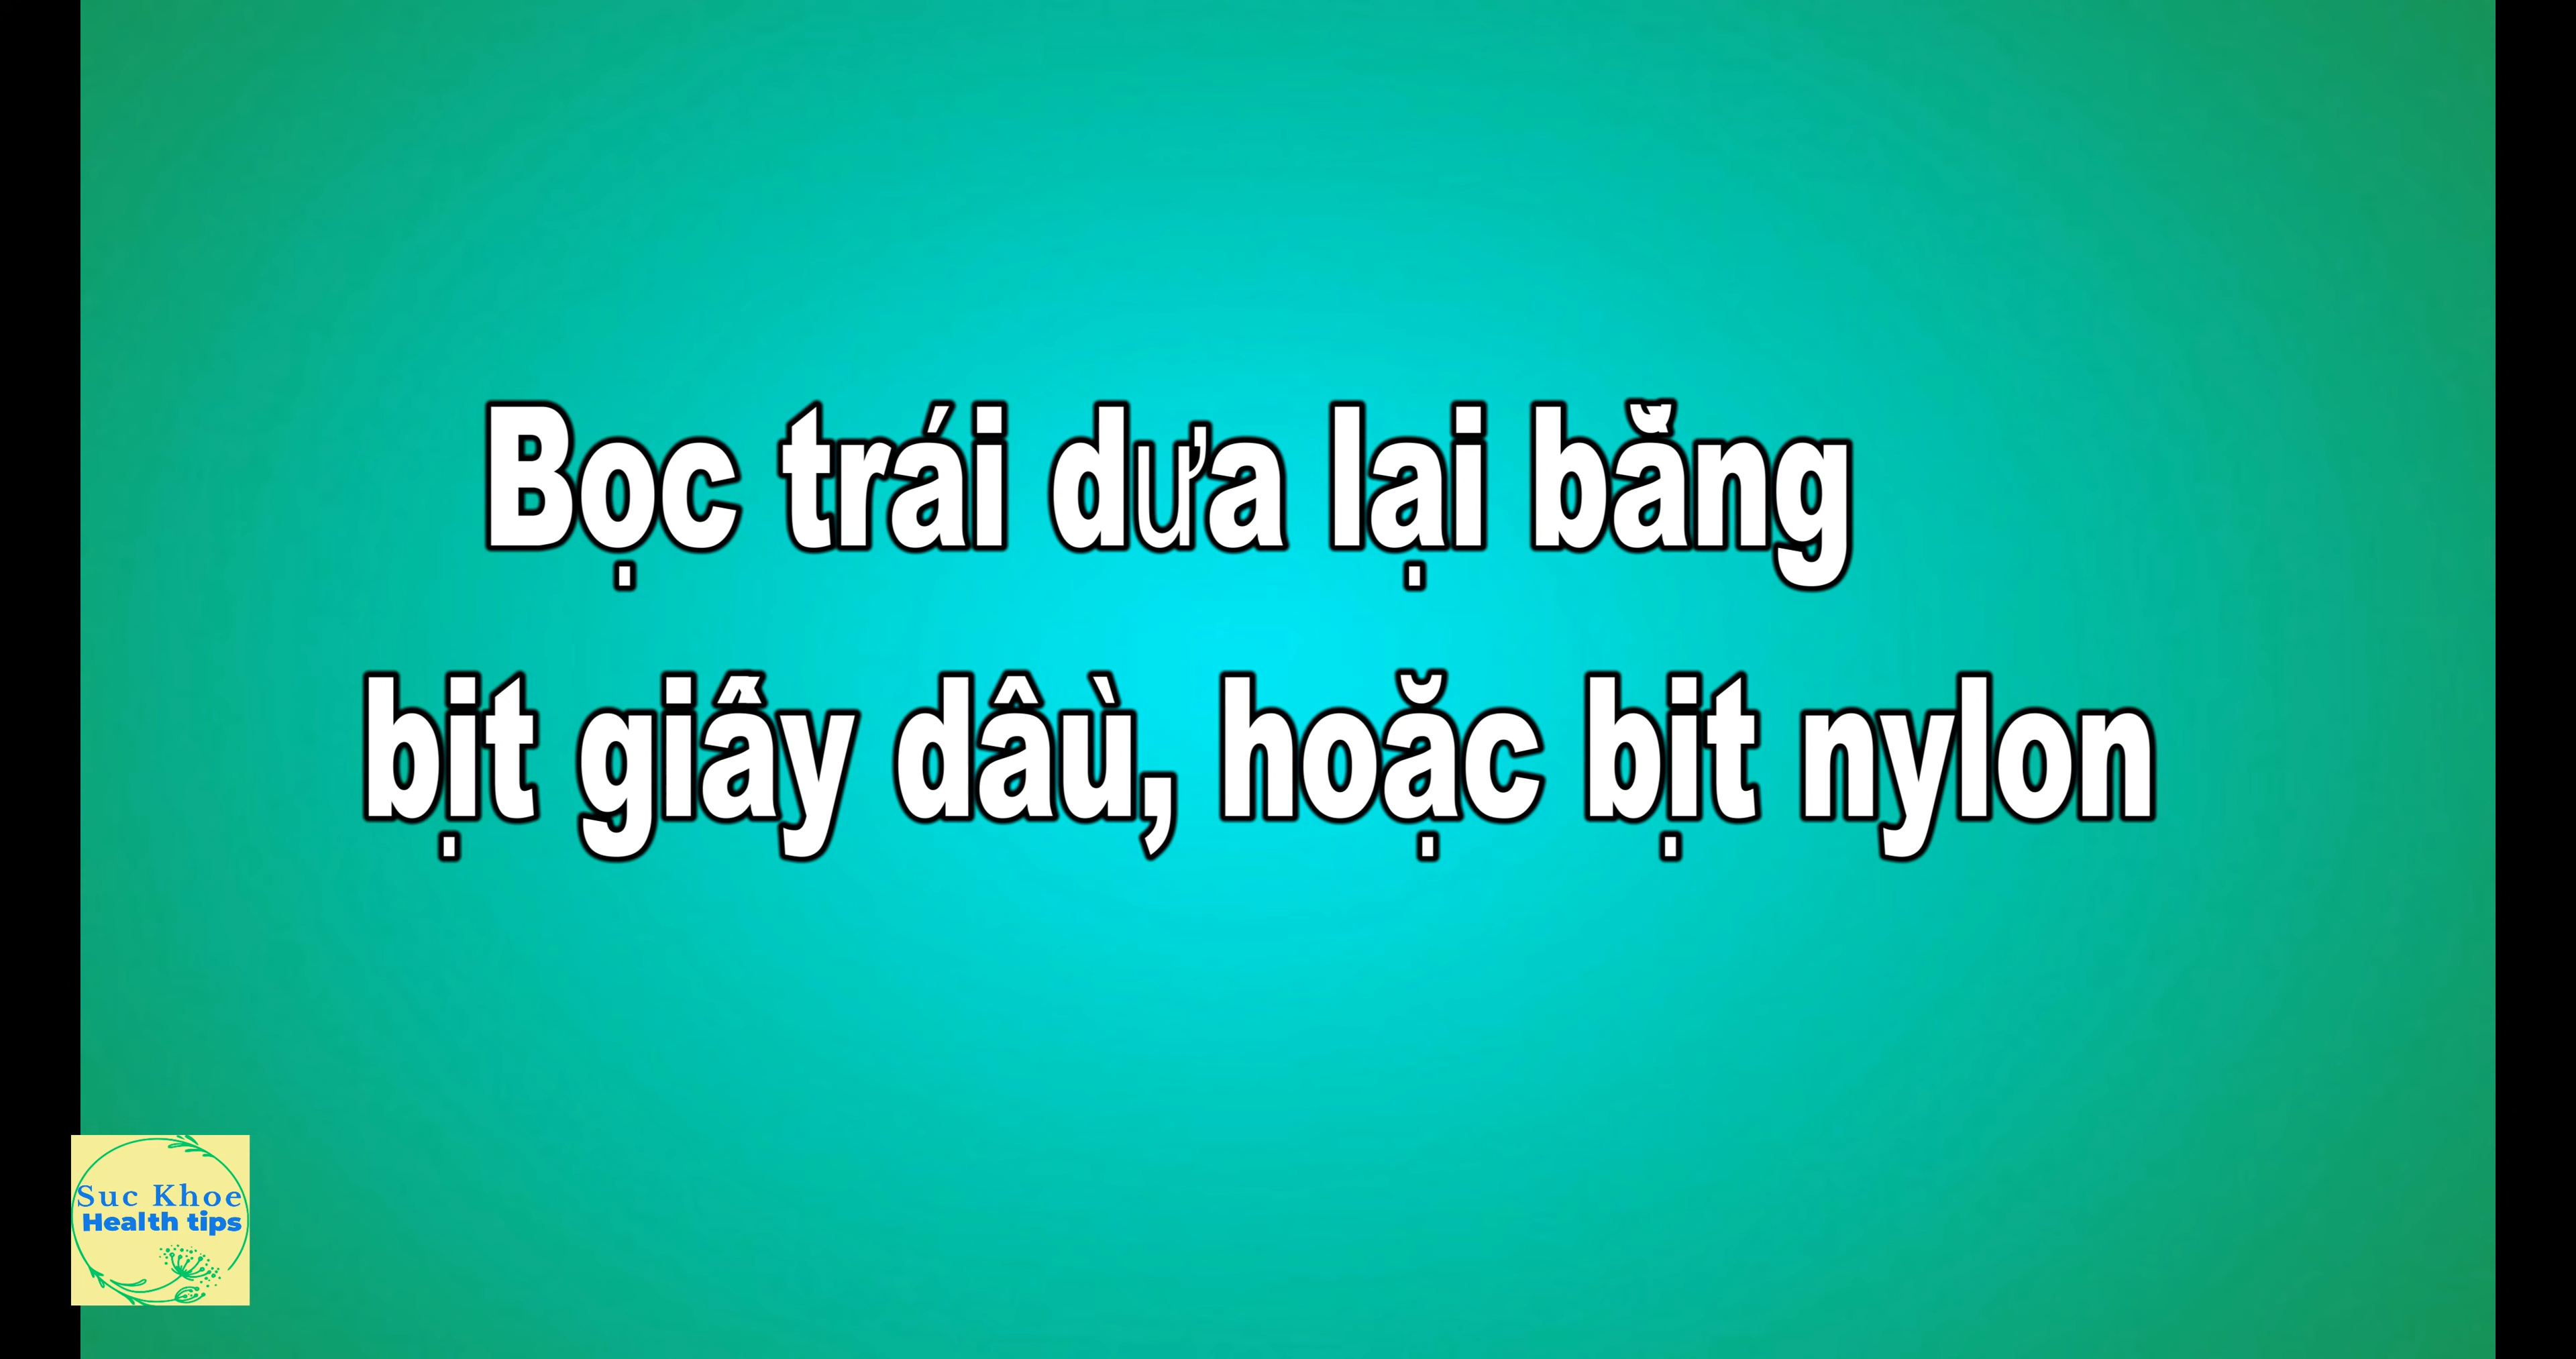 Bọc trái dưa lại bằng
bịt giấy dâù, hoặc bịt nylon
Suc Khoe
Health tips